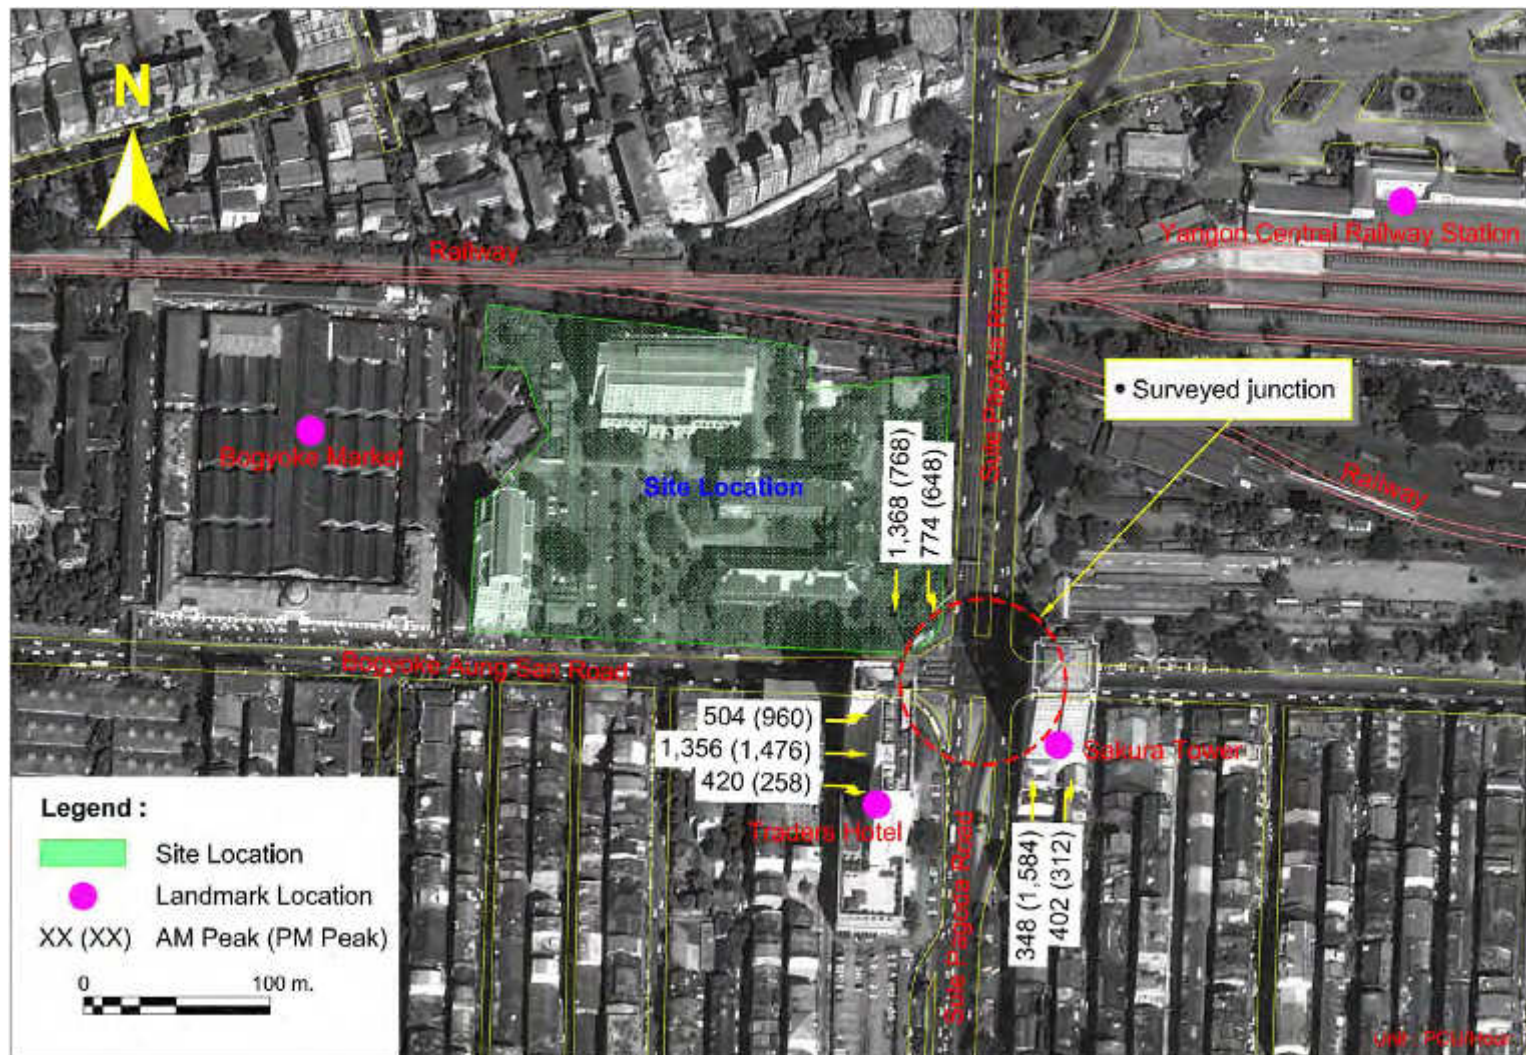 N
Railway
Yangon Central Railway Station
Sule Pagoda Road
• Surveyed junction
Bogyoke Market
Site Location
1,368 (768)
774 (648)
Railway
Bogyoke Aung San Road
504 (960)
1,356 (1,476)
420 (258)
Sakura Tower
Traders Hotel
Sule Pagoda Road
348 (1,584)
402 (312)
Legend :
Site Location
Landmark Location
XX (XX) AM Peak (PM Peak)
0 100 m.
Unit : PCU/Hour